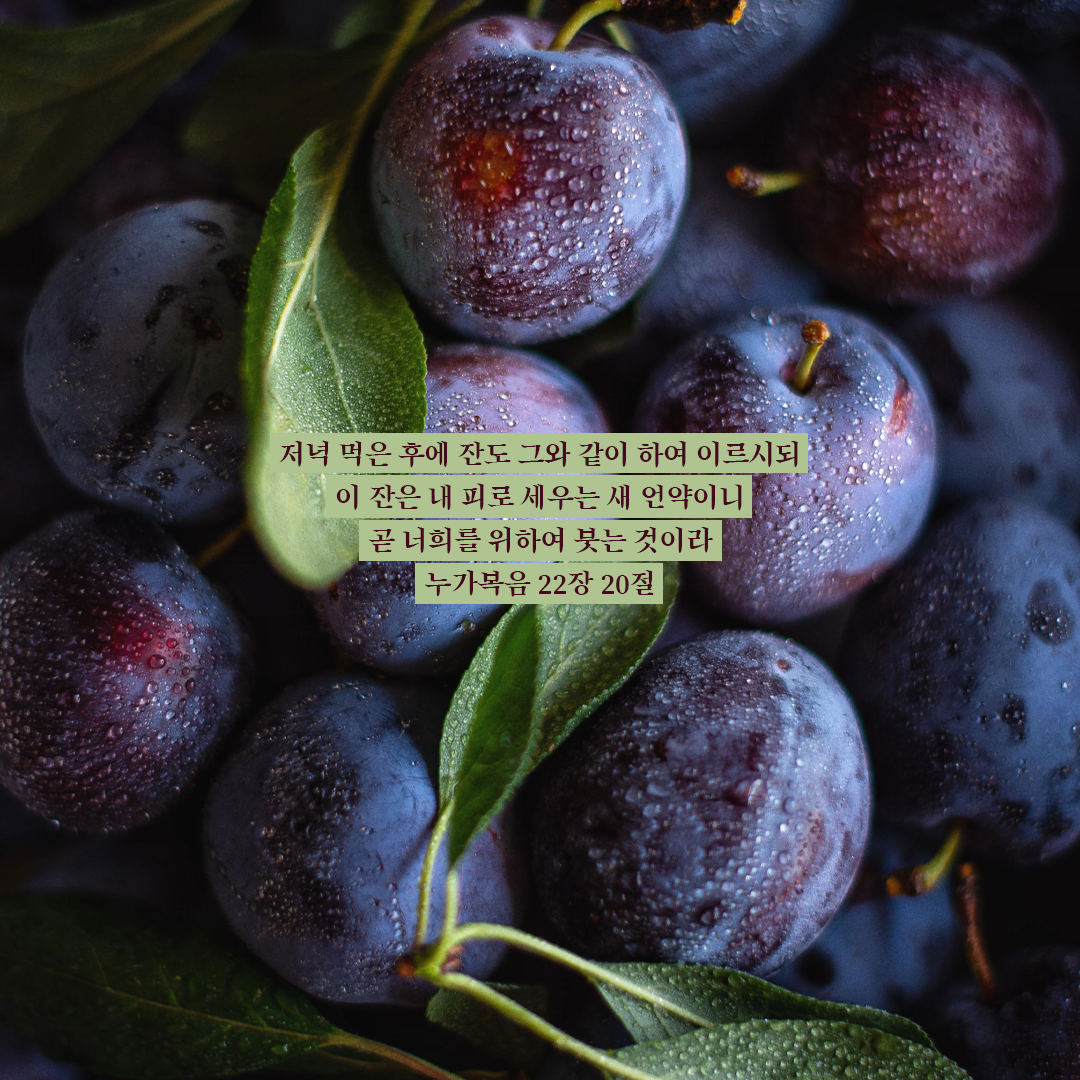 저녁 먹은 후에 잔도 그와 같이 하여 이르시되
이 잔은 내 피로 세우는 새 언약이니
곧 너희를 위하여 붓는 것이라
누가복음 22장 20절